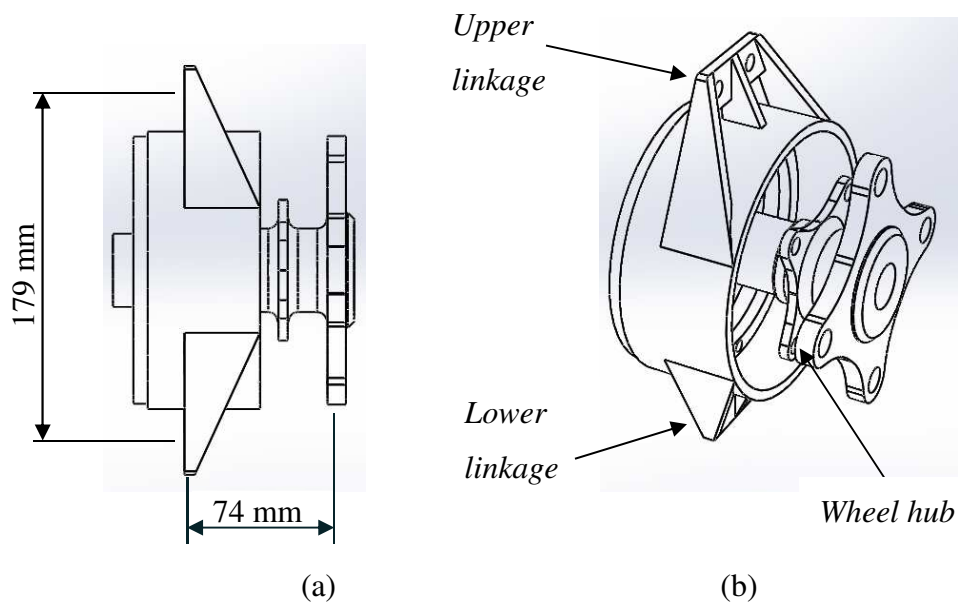 179 mm
74 mm
(a)
Upper
linkage
Lower
linkage
Wheel hub
(b)